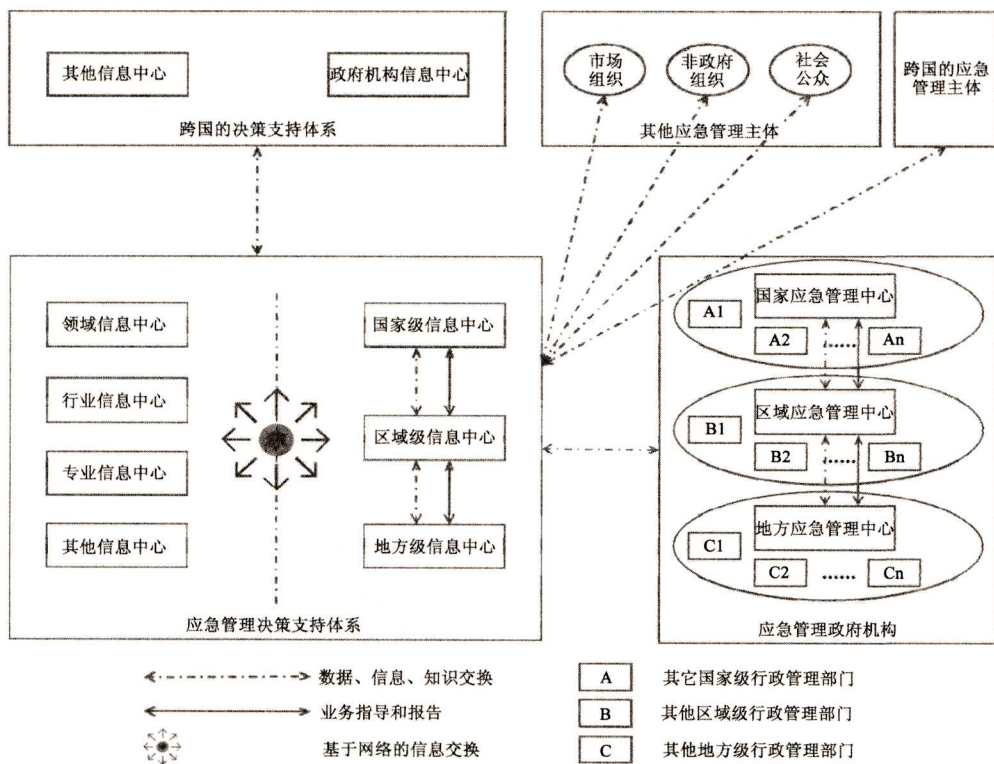 其他信息中心
政府机构信息中心
跨国的决策支持体系
市场
组织
非政府
组织
社会
公众
其他应急管理主体
跨国的应急
管理主体
领域信息中心
行业信息中心
专业信息中心
其他信息中心
国家级信息中心
区域级信息中心
地方级信息中心
应急管理决策支持体系
国家应急管理中心
A1
A2
......
An
区域应急管理中心
B1
B2
......
Bn
地方应急管理中心
C1
C2
......
Cn
应急管理政府机构
数据、信息、知识交换
业务指导和报告
基于网络的信息交换
A
其它国家级行政管理部门
B
其他区域级行政管理部门
C
其他地方级行政管理部门